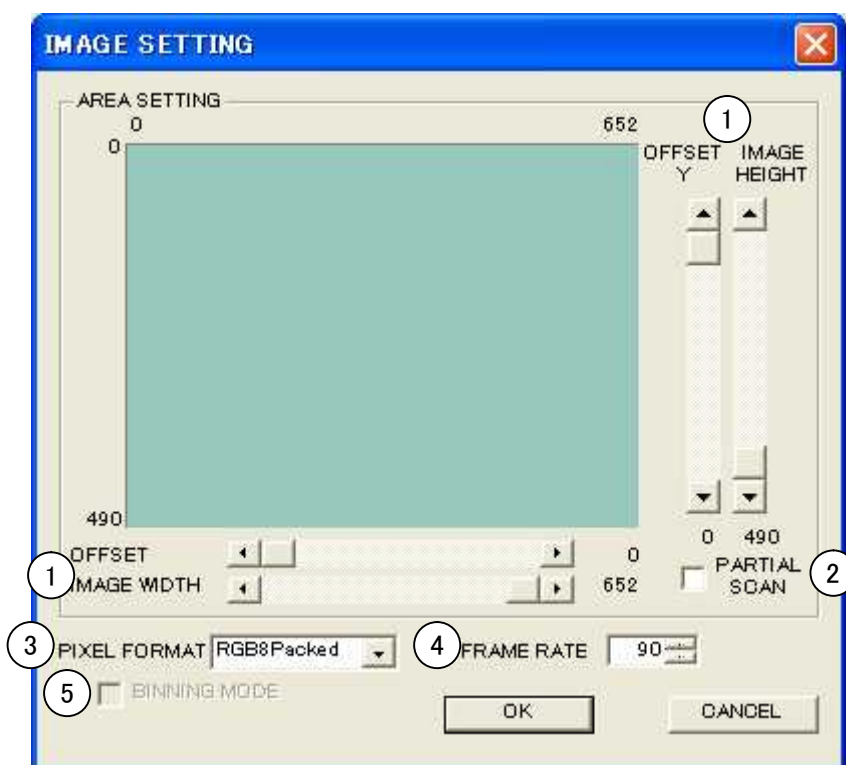 IMAGE SETTING
AREA SETTING
0 652
1
0
OFFSET Y
IMAGE HEIGHT
490
0 490
OFFSET 0
1
IMAGE WIDTH 652
PARTIAL SCAN
2
3
PIXEL FORMAT RGB8Packed
4
FRAME RATE 90
5
BINNING MODE
OK
CANCEL